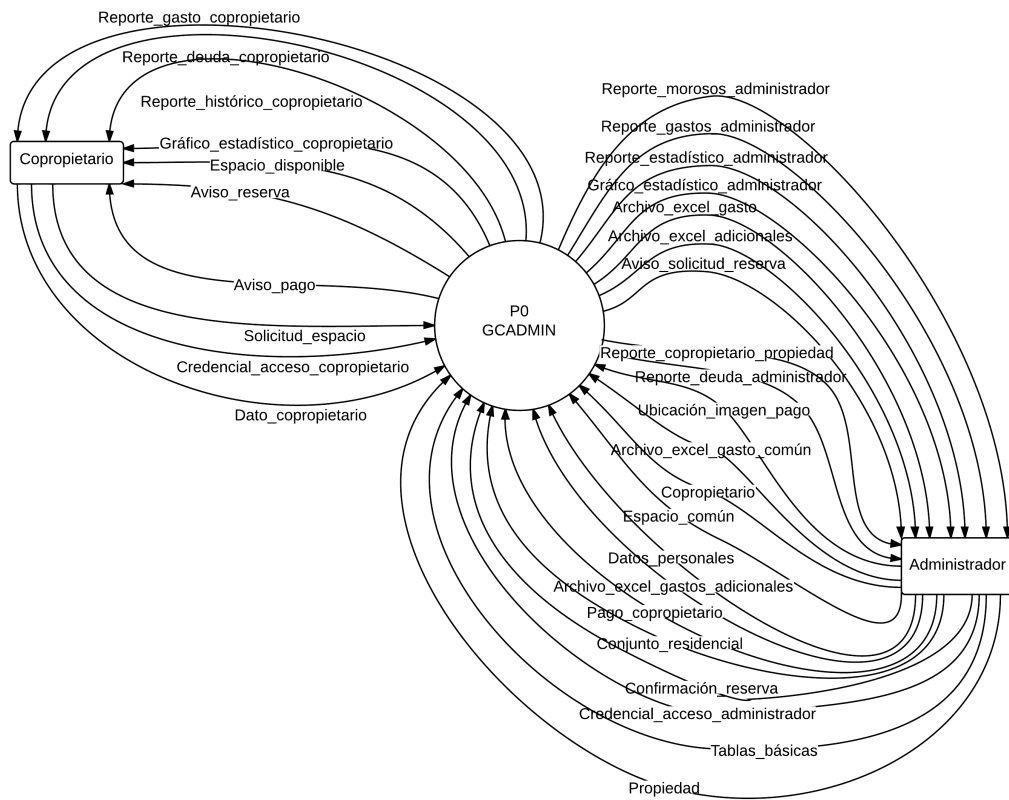 Reporte_gasto_copropietario
Reporte_deuda_copropietario
Reporte_histórico_copropietario
Gráfico_estadístico_copropietario
Espacio_disponible
Aviso_reserva
Copropietario
Aviso_pago
Solicitud_espacio
Credencial_acceso_copropietario
Dato_copropietario
P0
GCADMIN
Reporte_morosos_administrador
Reporte_gastos_administrador
Reporte_estadístico_administrador
Gráfco_estadístico_administrador
Archivo_excel_gasto
Archivo_excel_adicionales
Aviso_solicitud_reserva
Reporte_copropietario_propiedad
Reporte_deuda_administrador
Ubicación_imagen_pago
Archivo_excel_gasto_común
Copropietario
Espacio_común
Datos_personales
Administrador
Archivo_excel_gastos_adicionales
Pago_copropietario
Conjunto_residencial
Confirmación_reserva
Credencial_acceso_administrador
Tablas_básicas
Propiedad